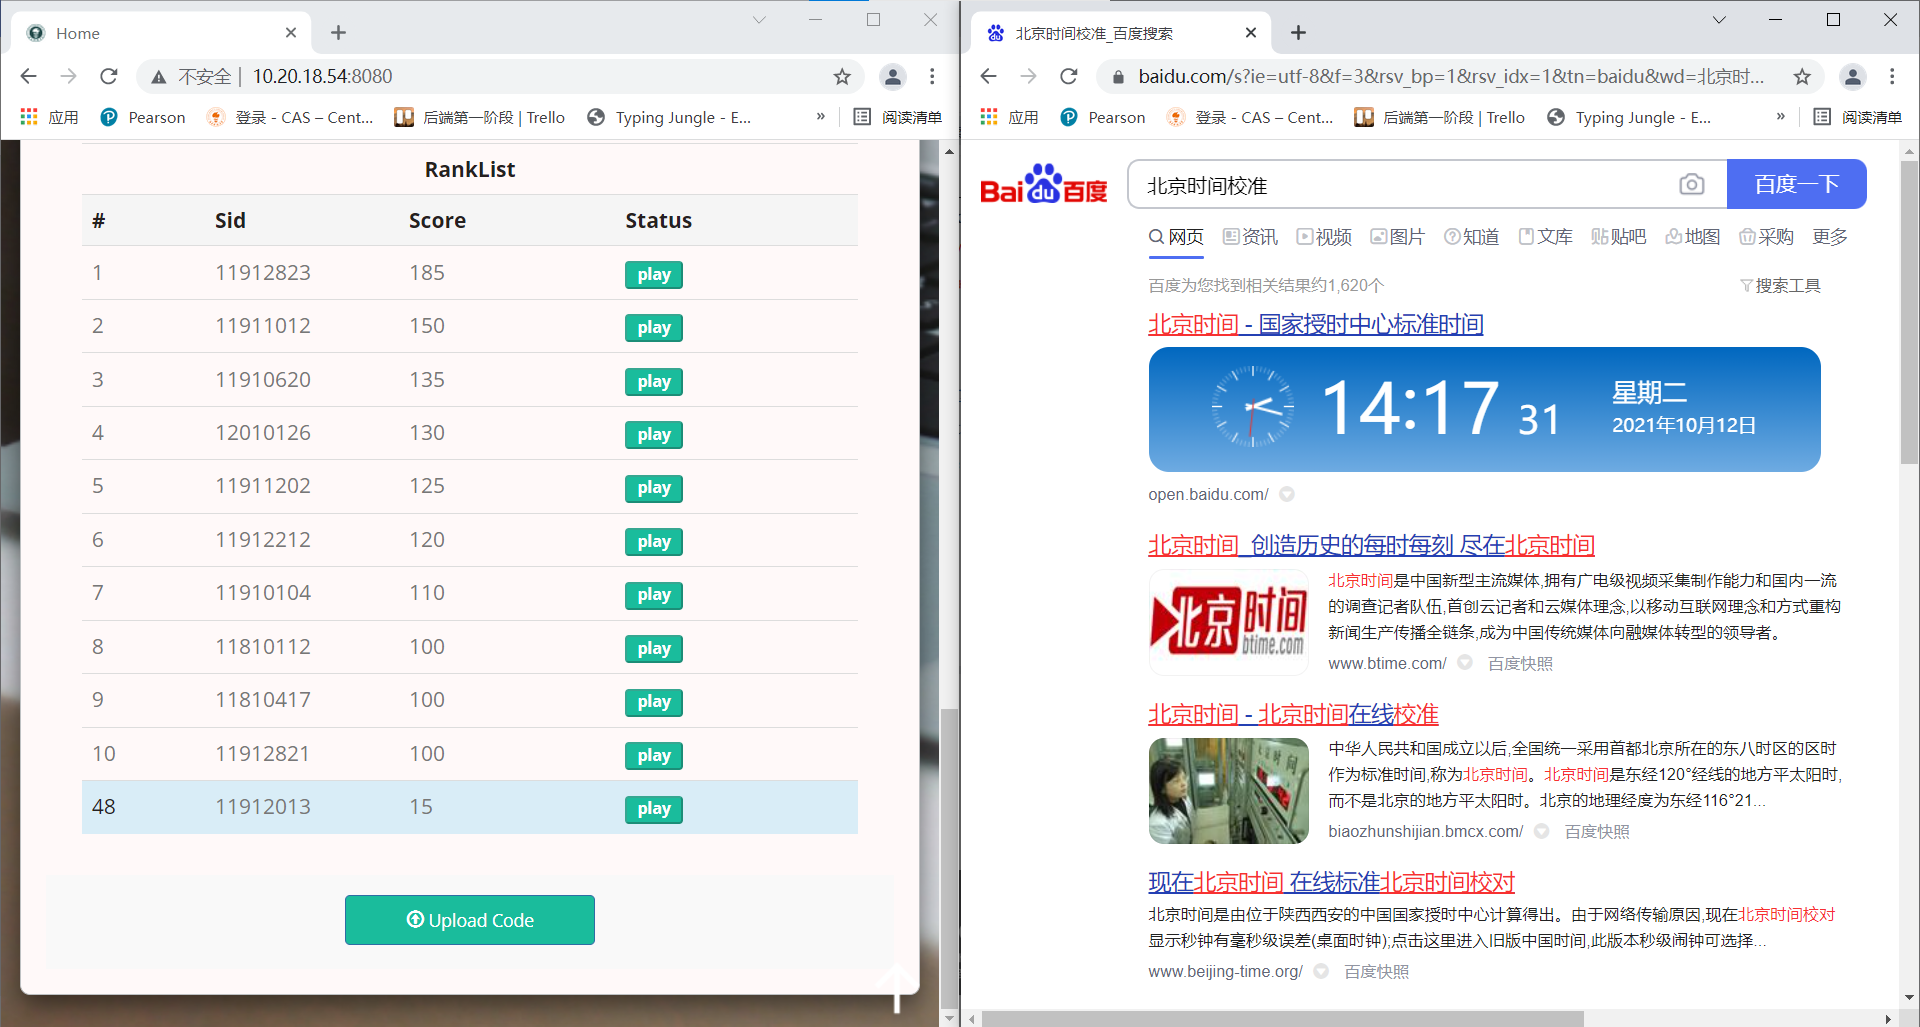 Home
不安全 | 10.20.18.54:8080
应用 Pearson 登录 - CAS – Cent... 后端第一阶段 | Trello Typing Jungle - E... » 阅读清单
RankList
# Sid Score Status
1 11912823 185 play
2 11911012 150 play
3 11910620 135 play
4 12010126 130 play
5 11911202 125 play
6 11912212 120 play
7 11910104 110 play
8 11810112 100 play
9 11810417 100 play
10 11912821 100 play
48 11912013 15 play
Upload Code
北京时间校准_百度搜索
baidu.com/s?ie=utf-8&f=3&rsv_bp=1&rsv_idx=1&tn=baidu&wd=北京时...
应用 Pearson 登录 - CAS – Cent... 后端第一阶段 | Trello Typing Jungle - E... » 阅读清单
Bai du 百度 北京时间校准 百度一下
网页 资讯 视频 图片 知道 文库 贴吧 地图 采购 更多
百度为您找到相关结果约1,620个 搜索工具
北京时间 - 国家授时中心标准时间
14:17 31 星期二
2021年10月12日
open.baidu.com/
北京时间_创造历史的每时每刻 尽在北京时间
北京时间
btime.com
北京时间是中国新型主流媒体,拥有广电级视频采集制作能力和国内一流
的调查记者队伍,首创云记者和云媒体理念,以移动互联网理念和方式重构
新闻生产传播全链条,成为中国传统媒体向融媒体转型的领导者。
www.btime.com/ 百度快照
北京时间 - 北京时间在线校准
中华人民共和国成立以后,全国统一采用首都北京所在的东八时区的区时
作为标准时间,称为北京时间。北京时间是东经120°经线的地方平太阳时,
而不是北京的地方平太阳时。北京的地理经度为东经116°21...
biaozhunshijian.bmcx.com/ 百度快照
现在北京时间 在线标准北京时间校对
北京时间是由位于陕西西安的中国国家授时中心计算得出。由于网络传输原因,现在北京时间校对
显示秒钟有毫秒级误差(桌面时钟);点击这里进入旧版中国时间,此版本秒级闹钟可选择...
www.beijing-time.org/ 百度快照